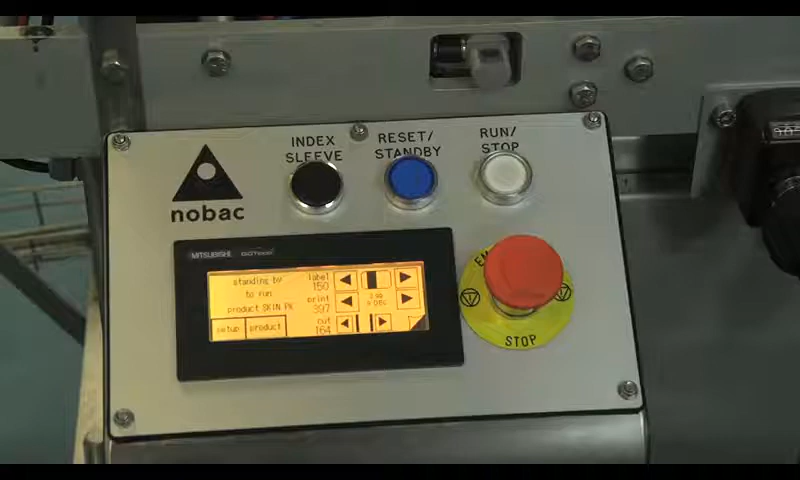 INDEX
SLEEVE
RESET/
STANDBY
RUN/
STOP
nobac
MITSUBISHI
standing by
to run
product SKIN PK
setup product
label
150
print
397
cut
164
STOP